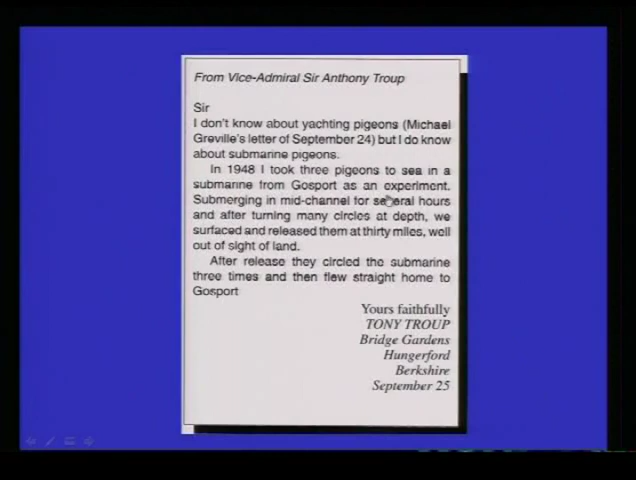 From Vice-Admiral Sir Anthony Troup
Sir
I don't know about yachting pigeons (Michael
Greville's letter of September 24) but I do know
about submarine pigeons.
In 1948 I took three pigeons to sea in a
submarine from Gosport as an experiment.
Submerging in mid-channel for several hours
and after turning many circles at depth, we
surfaced and released them at thirty miles, well
out of sight of land.
After release they circled the submarine
three times and then flew straight home to
Gosport
Yours faithfully
TONY TROUP
Bridge Gardens
Hungerford
Berkshire
September 25